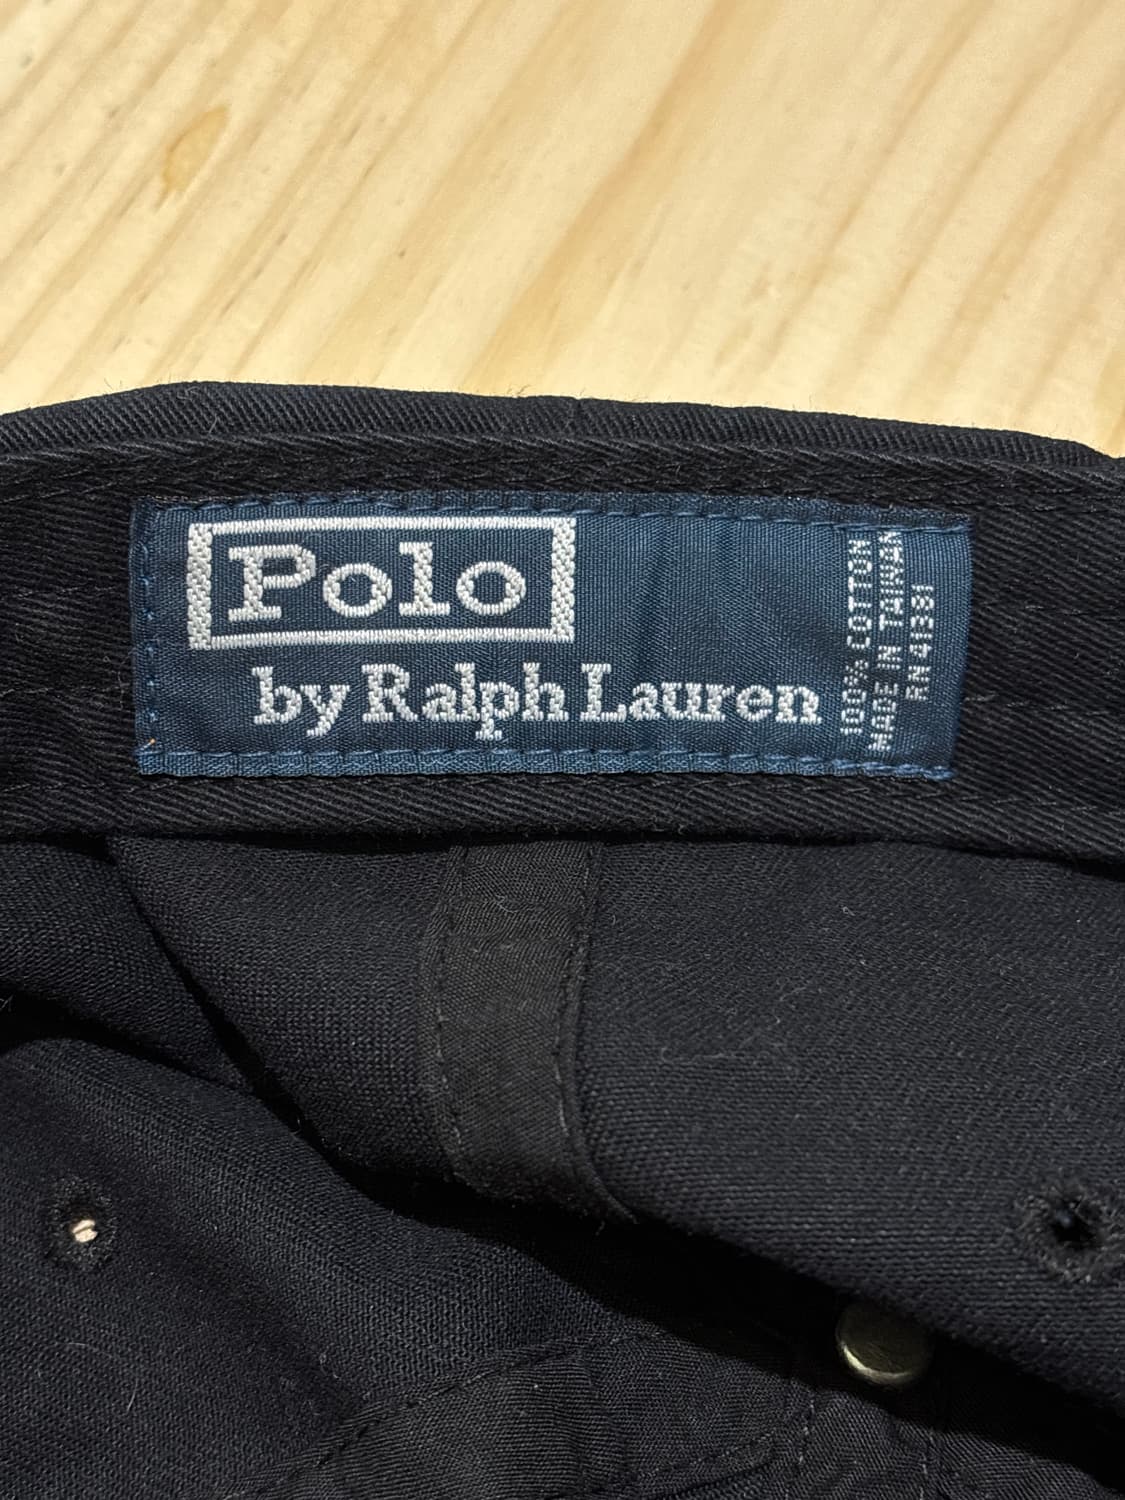 Polo
by Ralph Lauren
100% COTTON
MADE IN TAIWAN
RN 41381